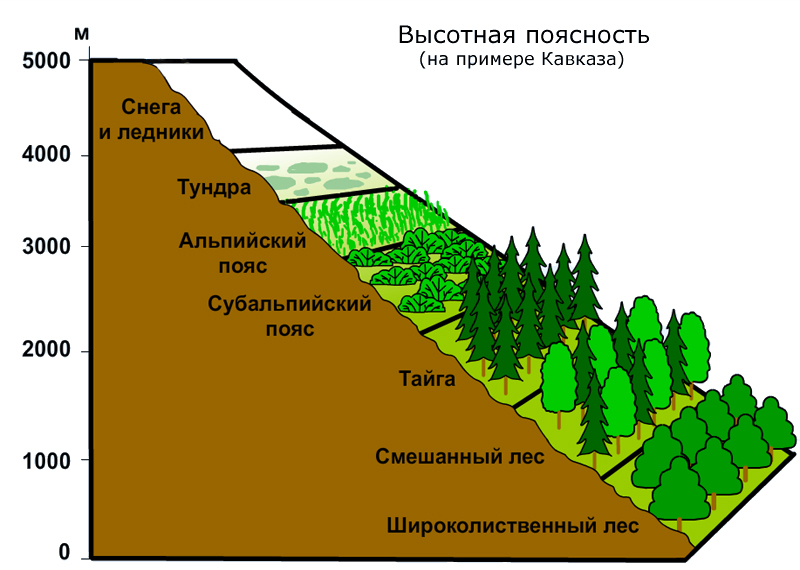 м
Высотная поясность
(на примере Кавказа)
5000
Снега
и ледники
4000
Тундра
3000
Альпийский
пояс
Субальпийский
пояс
2000
Тайга
1000
Смешанный лес
Широколиственный лес
0